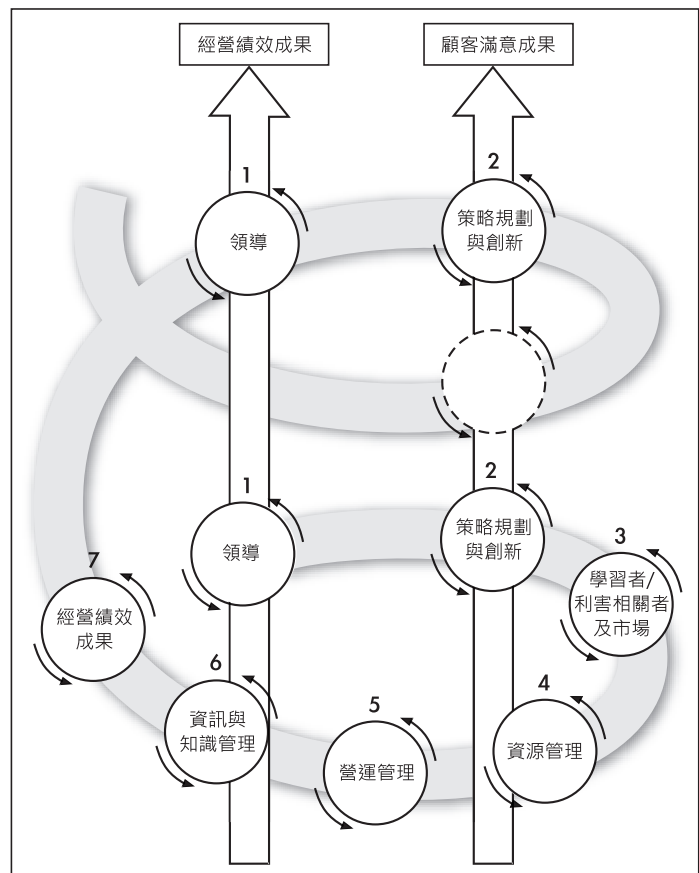 經營績效成果
顧客滿意成果
1
領導
2
策略規劃
與創新
1
領導
2
策略規劃
與創新
3
學習者/
利害相關者
及市場
7
經營績效
成果
6
資訊與
知識管理
5
營運管理
4
資源管理